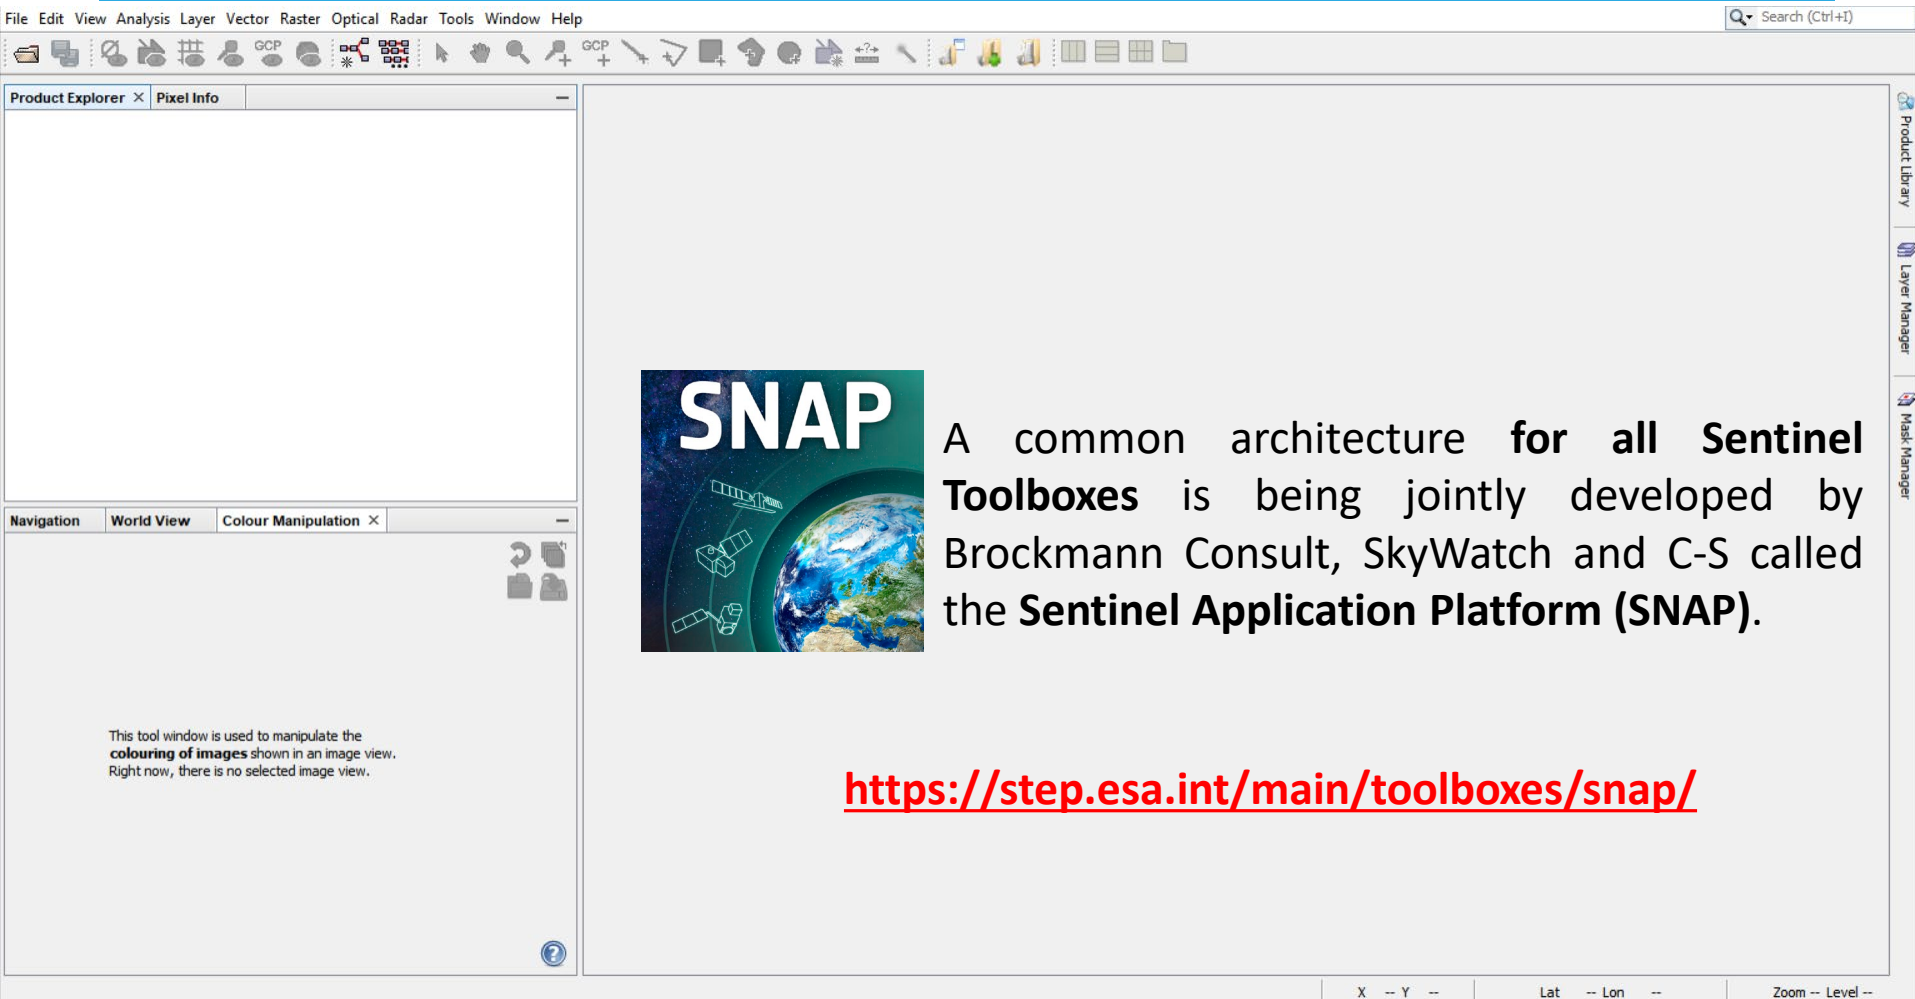 File Edit View Analysis Layer Vector Raster Optical Radar Tools Window Help
Search (Ctrl+I)
GCP
GCP
Product Explorer
Pixel Info
Product Library
Layer Manager
Mask Manager
SNAP
A common architecture for all Sentinel
Toolboxes is being jointly developed by
Brockmann Consult, SkyWatch and C-S called
the Sentinel Application Platform (SNAP).
https://step.esa.int/main/toolboxes/snap/
Navigation
World View
Colour Manipulation
This tool window is used to manipulate the
colouring of images shown in an image view.
Right now, there is no selected image view.
X -- Y --
Lat -- Lon --
Zoom -- Level --